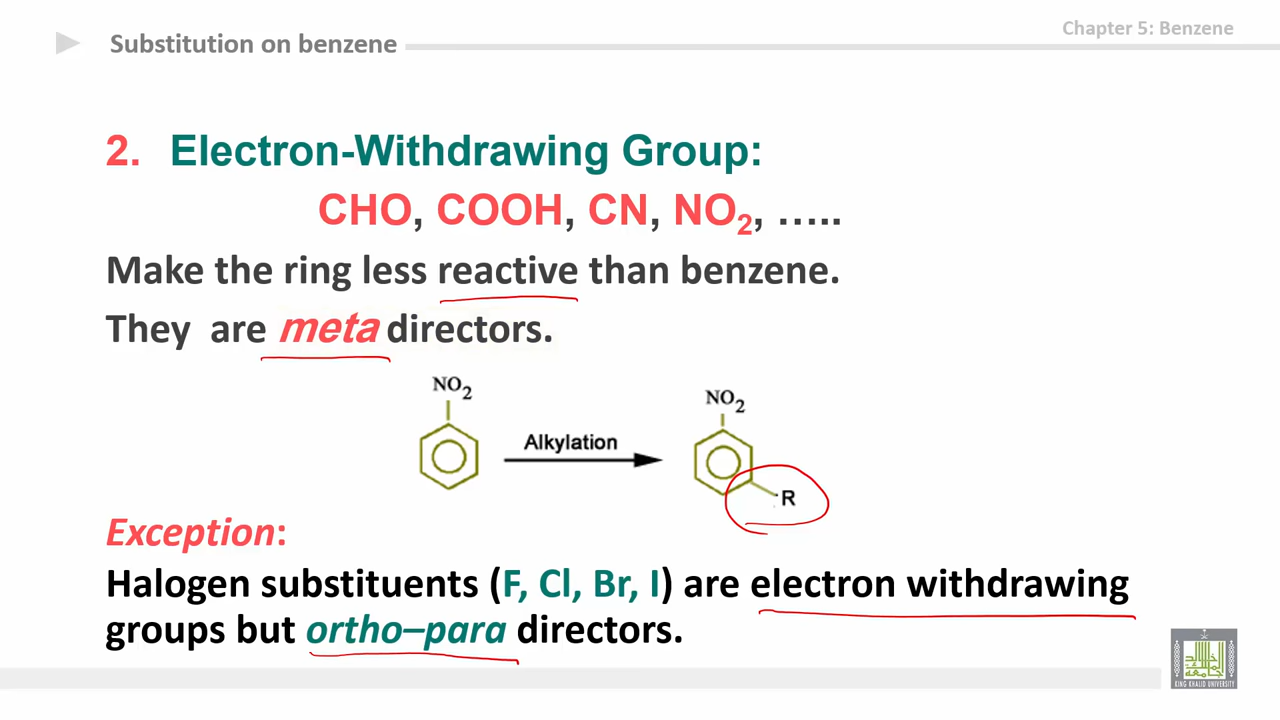 Substitution on benzene
Chapter 5: Benzene
2. Electron-Withdrawing Group:
CHO, COOH, CN, NO2, …..
Make the ring less reactive than benzene.
They are meta directors.
NO2
NO2
Alkylation
R
Exception:
Halogen substituents (F, Cl, Br, I) are electron withdrawing
groups but ortho–para directors.
KING KHALID UNIVERSITY